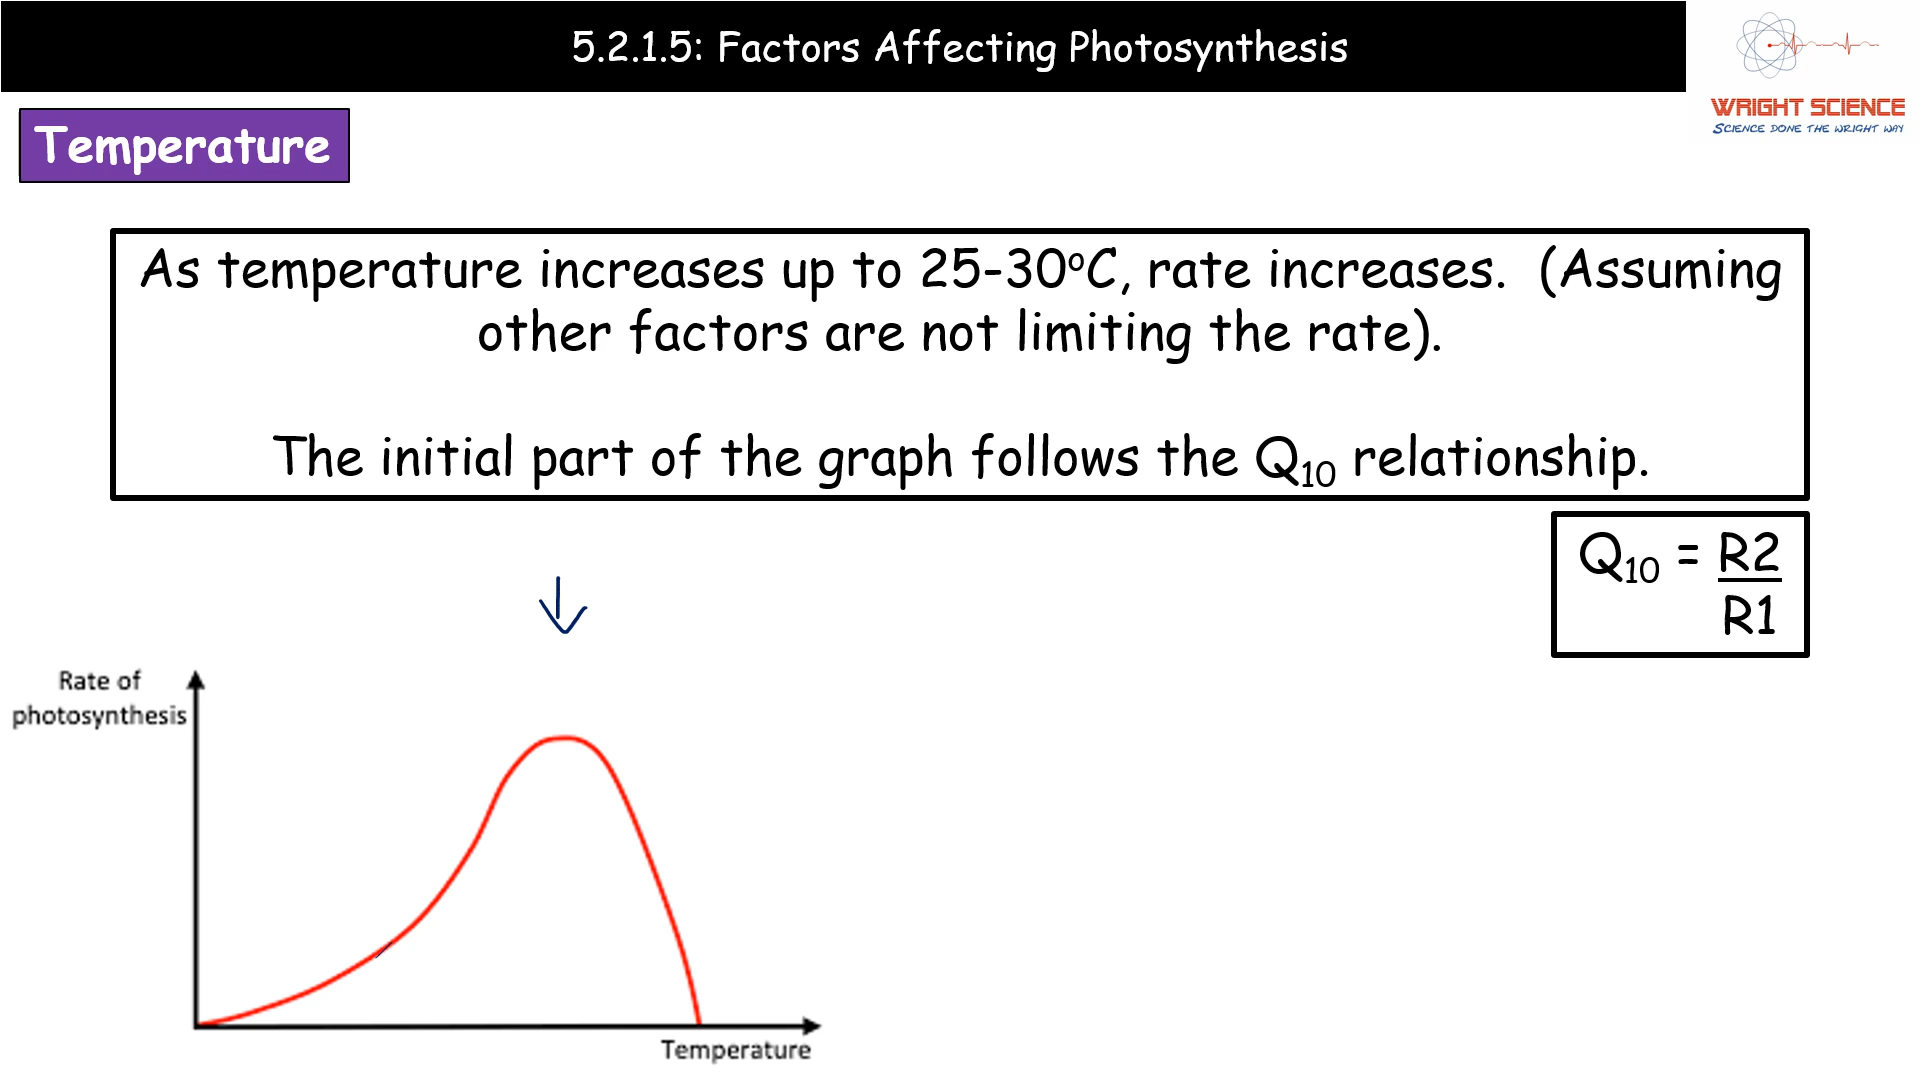 5.2.1.5: Factors Affecting Photosynthesis
WRIGHT SCIENCE
SCIENCE DONE THE WRIGHT WAY
Temperature
As temperature increases up to 25-30ºC, rate increases. (Assuming
other factors are not limiting the rate).
The initial part of the graph follows the Q₁₀ relationship.
Q₁₀ = R2
R1
Rate of
photosynthesis
Temperature